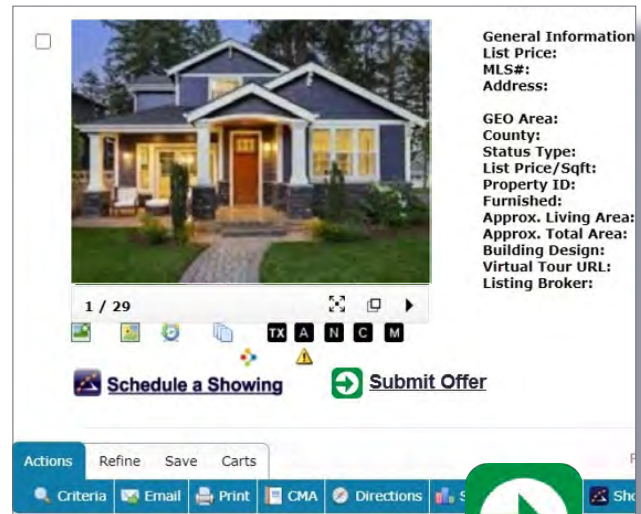 General Information
List Price:
MLS#:
Address:
GEO Area:
County:
Status Type:
List Price/Sqft:
Property ID:
Furnished:
Approx. Living Area:
Approx. Total Area:
Building Design:
Virtual Tour URL:
Listing Broker:
1 / 29
TX A N C M
Schedule a Showing Submit Offer
Actions Refine Save Carts
Criteria Email Print CMA Directions